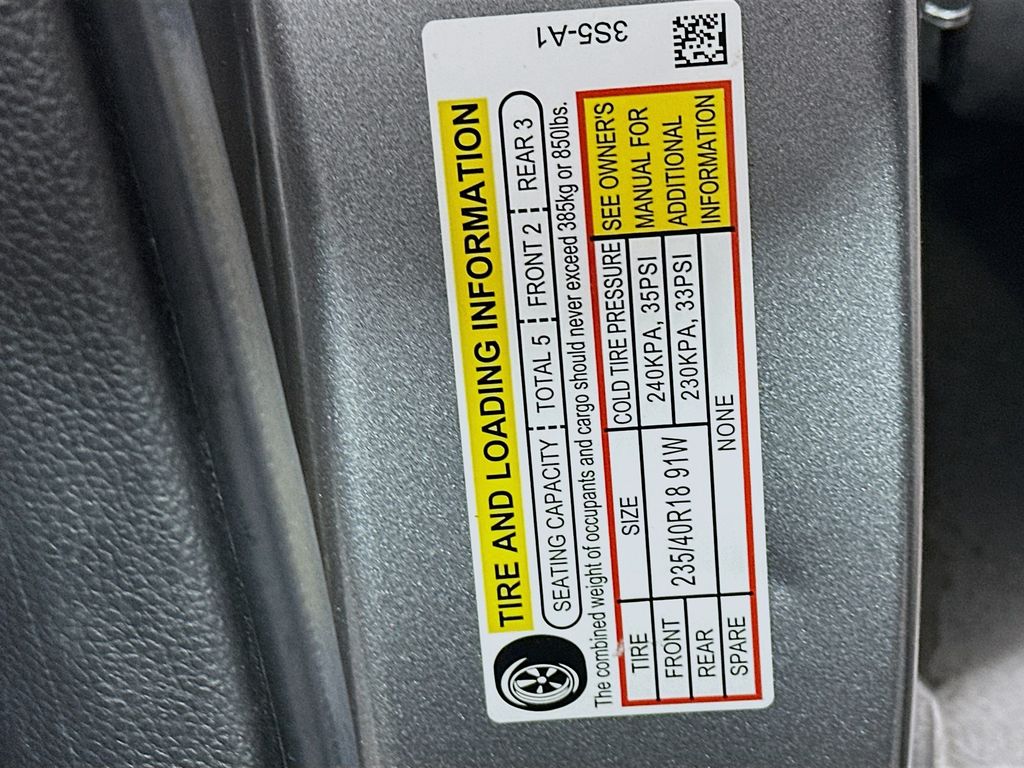 3S5-A1
TIRE AND LOADING INFORMATION
SEATING CAPACITY TOTAL 5 FRONT 2 REAR 3
The combined weight of occupants and cargo should never exceed 385kg or 850lbs.
TIRE SIZE COLD TIRE PRESSURE
FRONT 235/40R18 91W 240KPA, 35PSI
REAR 230KPA, 33PSI
SPARE NONE
SEE OWNER'S
MANUAL FOR
ADDITIONAL
INFORMATION